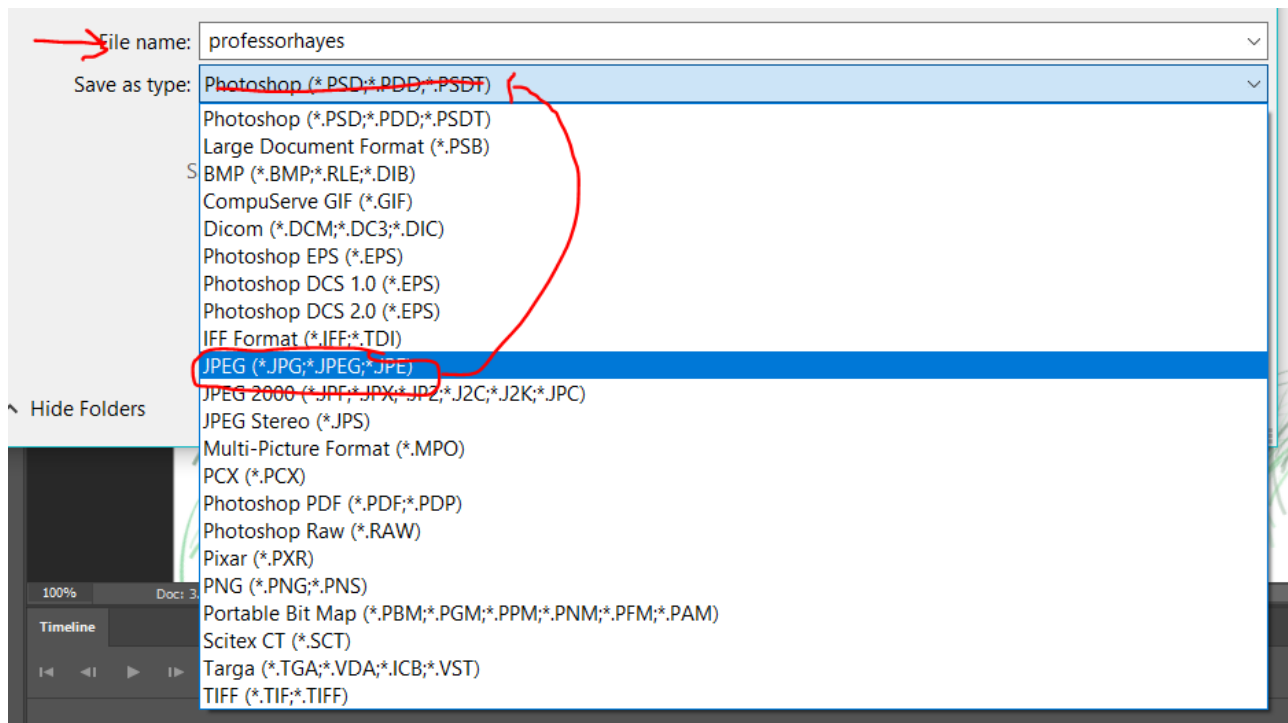 File name: professorhayes
Save as type: Photoshop (*.PSD;*.PDD;*.PSDT)
Photoshop (*.PSD;*.PDD;*.PSDT)
Large Document Format (*.PSB)
S
BMP (*.BMP;*.RLE;*.DIB)
CompuServe GIF (*.GIF)
Dicom (*.DCM;*.DC3;*.DIC)
Photoshop EPS (*.EPS)
Photoshop DCS 1.0 (*.EPS)
Photoshop DCS 2.0 (*.EPS)
IFF Format (*.IFF;*.TDI)
JPEG (*.JPG;*.JPEG;*.JPE)
JPEG 2000 (*.JPF;*.JPX;*.JP2;*.J2C;*.J2K;*.JPC)
Hide Folders
JPEG Stereo (*.JPS)
Multi-Picture Format (*.MPO)
PCX (*.PCX)
Photoshop PDF (*.PDF;*.PDP)
Photoshop Raw (*.RAW)
Pixar (*.PXR)
PNG (*.PNG;*.PNS)
100% Doc: 3.
Portable Bit Map (*.PBM;*.PGM;*.PPM;*.PNM;*.PFM;*.PAM)
Timeline
Scitex CT (*.SCT)
Targa (*.TGA;*.VDA;*.ICB;*.VST)
TIFF (*.TIF;*.TIFF)